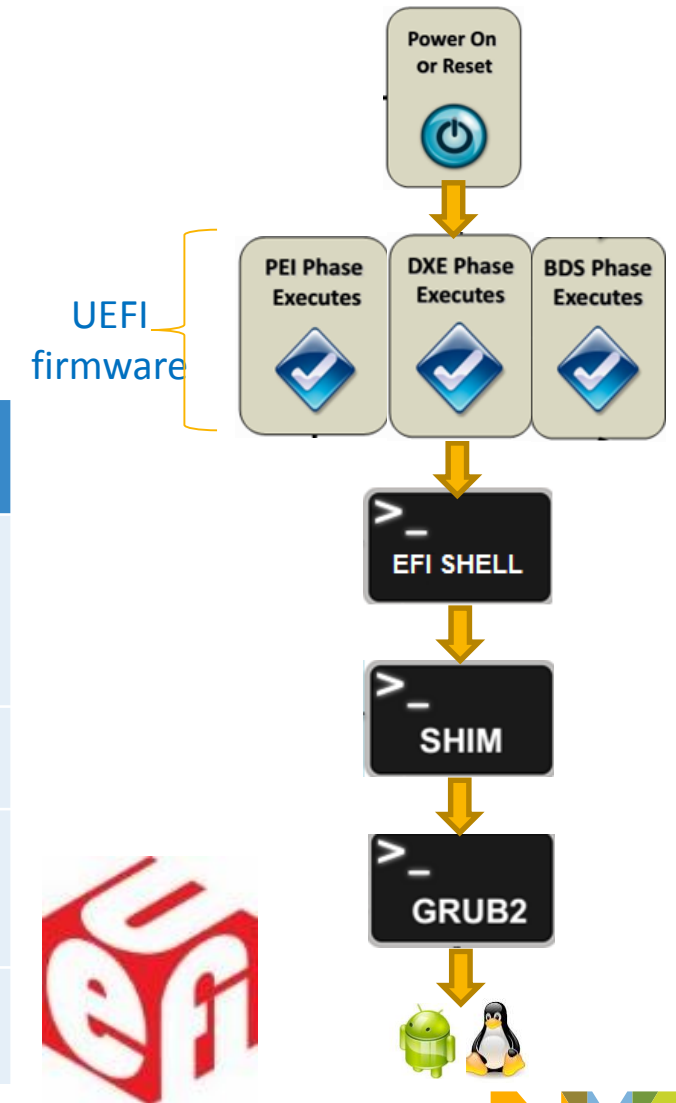 Power On
or Reset
UEFI
firmware
PEI Phase
Executes
DXE Phase
Executes
BDS Phase
Executes
>_
EFI SHELL
>_
SHIM
>_
GRUB2
UEFI